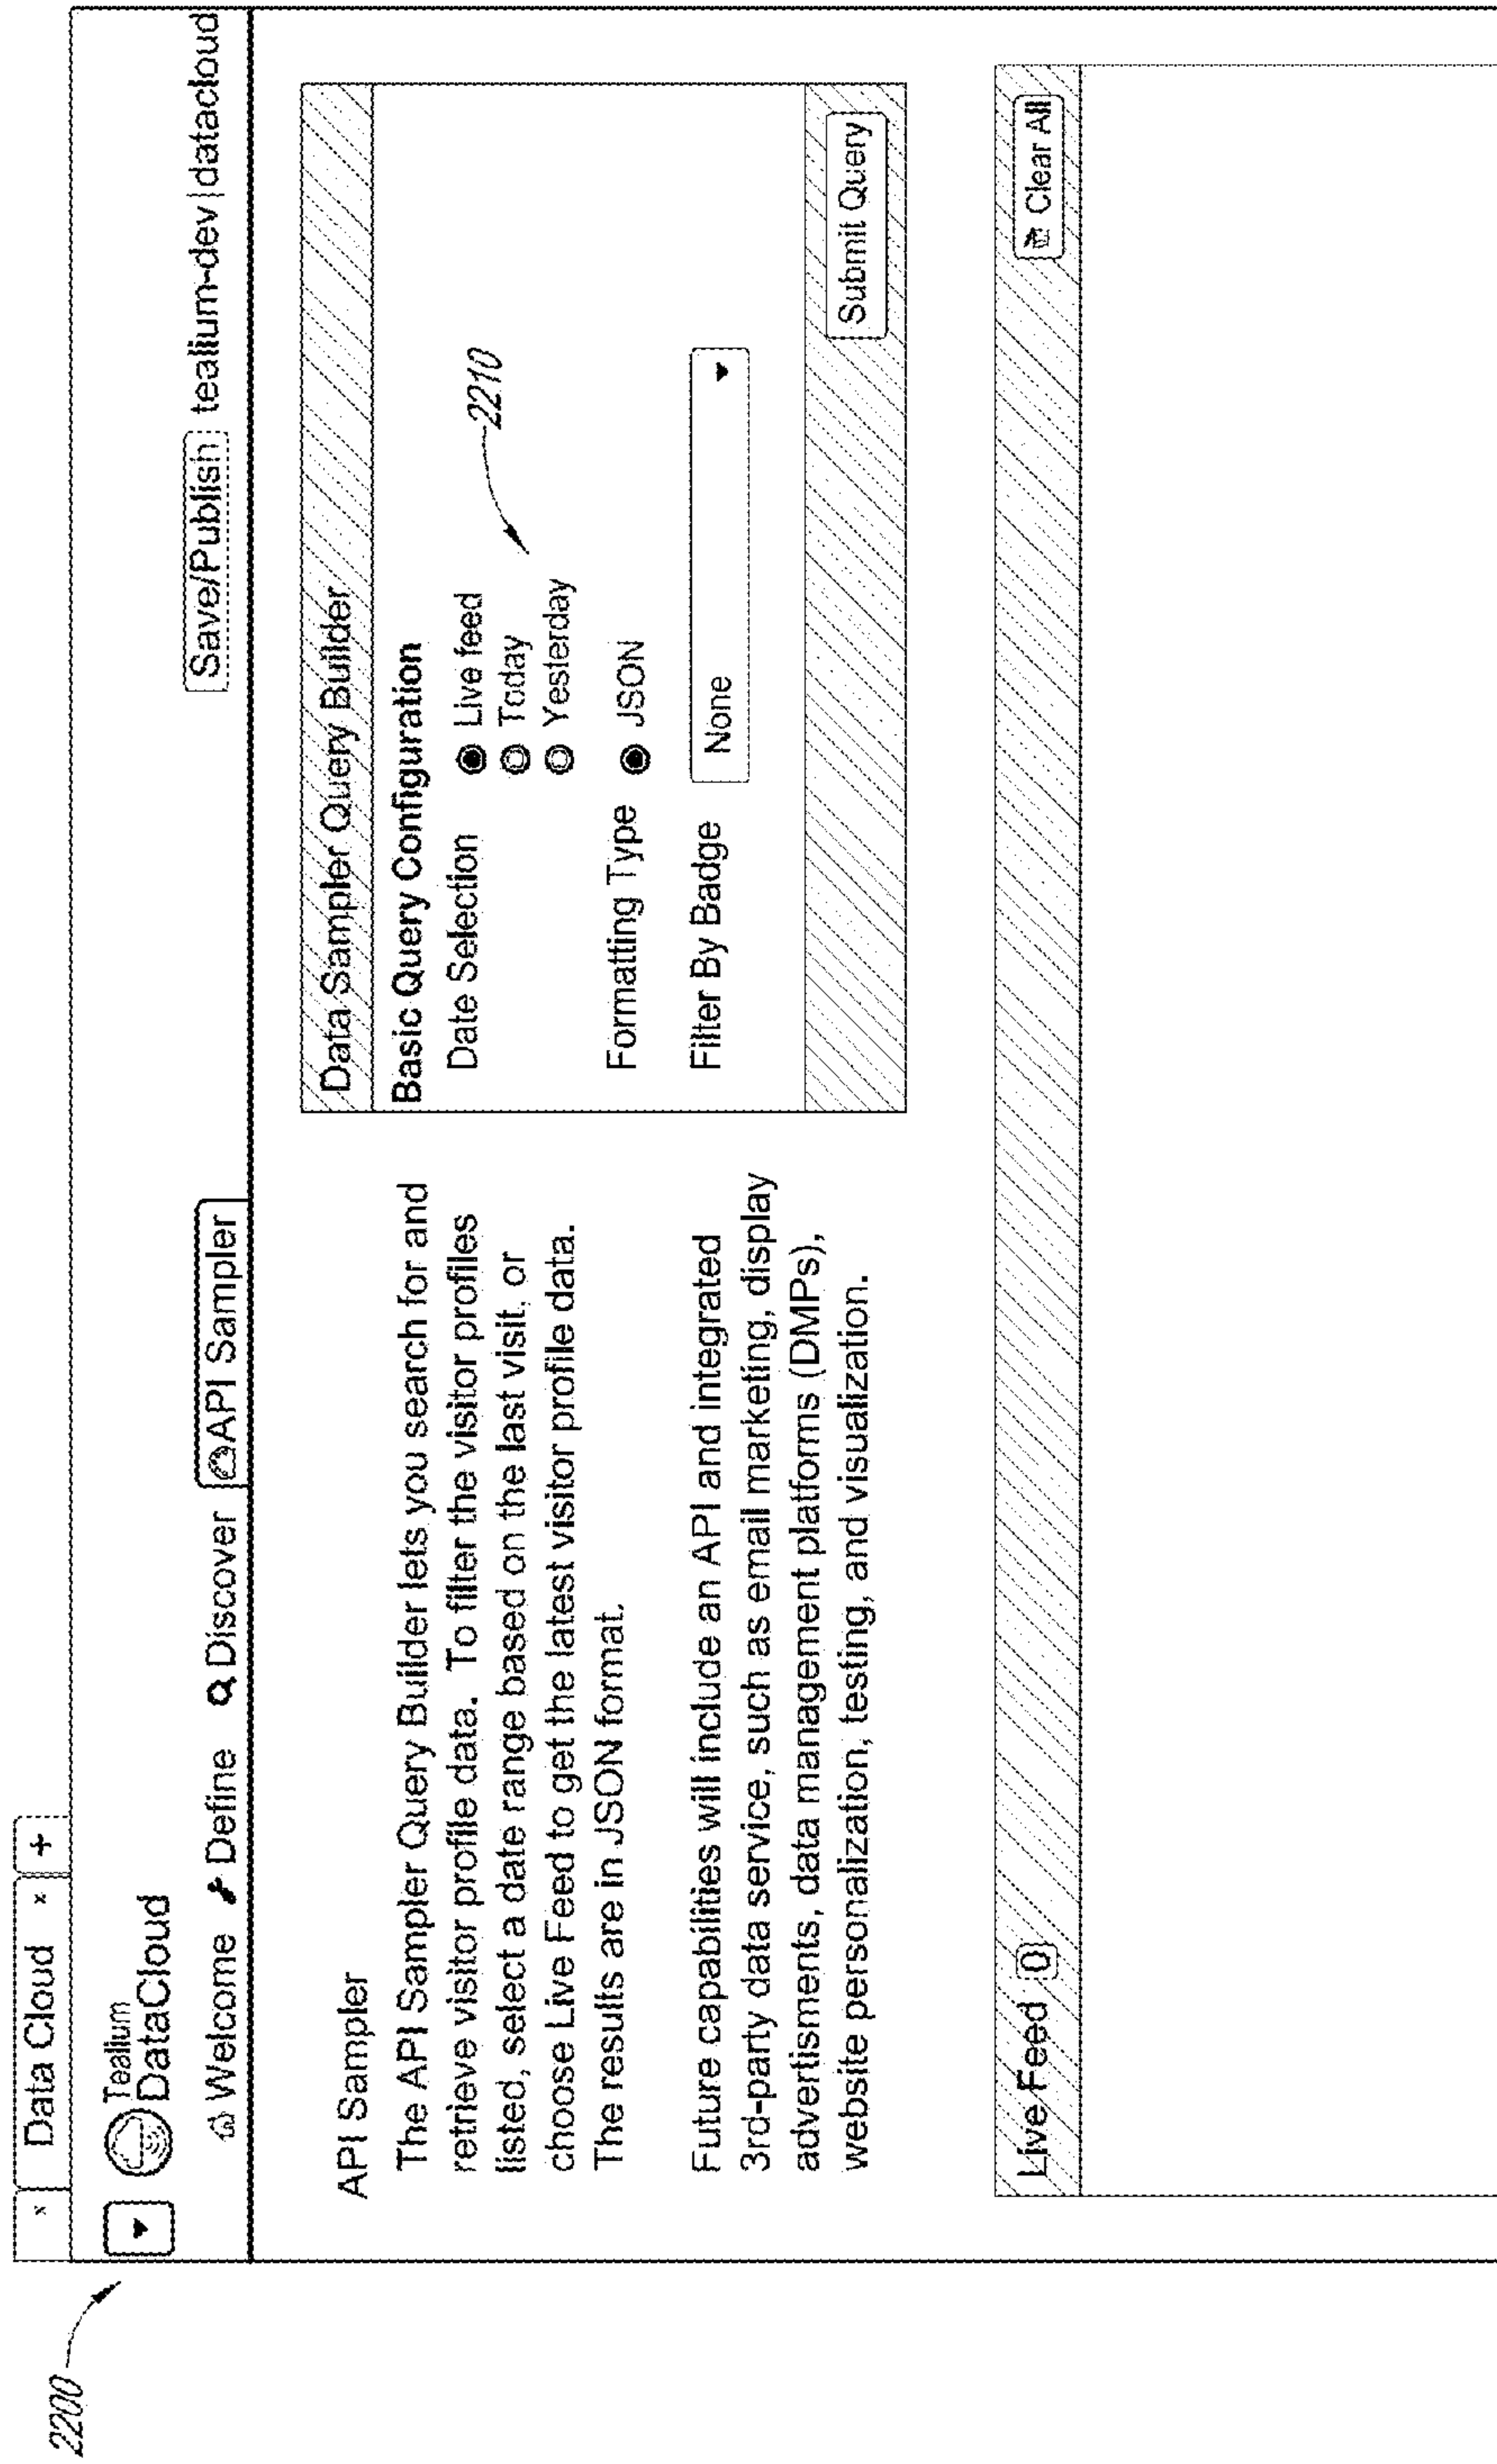 2200
Data Cloud × +
Tealium
DataCloud
Welcome Define Discover API Sampler
Save/Publish tealium-dev|datacloud
API Sampler
The API Sampler Query Builder lets you search for and
retrieve visitor profile data. To filter the visitor profiles
listed, select a date range based on the last visit, or
choose Live Feed to get the latest visitor profile data.
The results are in JSON format.
Future capabilities will include an API and integrated
3rd-party data service, such as email marketing, display
advertisments, data management platforms (DMPs),
website personalization, testing, and visualization.
Data Sampler Query Builder
Basic Query Configuration
Date Selection Live feed
Today
Yesterday
2210
Formatting Type JSON
Filter By Badge None
Submit Query
Live Feed 0 Clear All